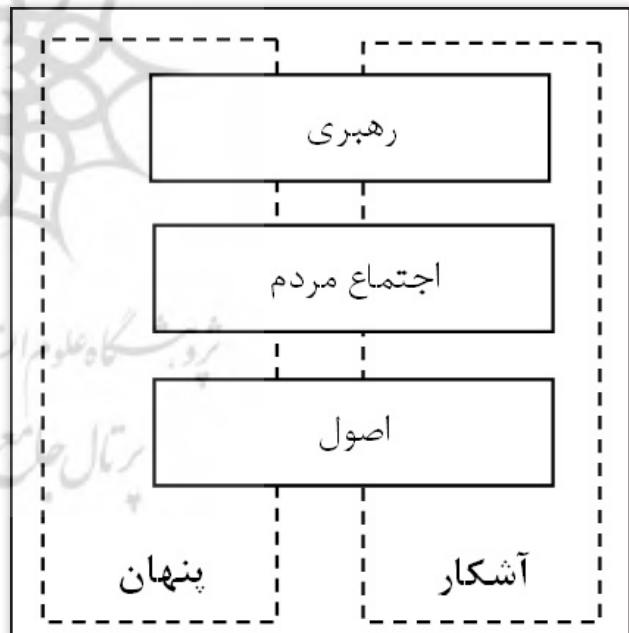 رهبری
اجتماع مردم
اصول
آشکار
پنهان